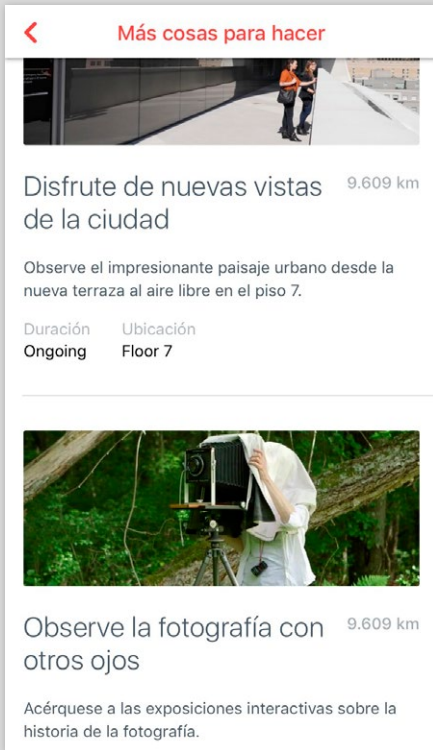 Más cosas para hacer
Disfrute de nuevas vistas
de la ciudad
9.609 km
Observe el impresionante paisaje urbano desde la
nueva terraza al aire libre en el piso 7.
Duración Ubicación
Ongoing Floor 7
Observe la fotografía con
otros ojos
9.609 km
Acérquese a las exposiciones interactivas sobre la
historia de la fotografía.